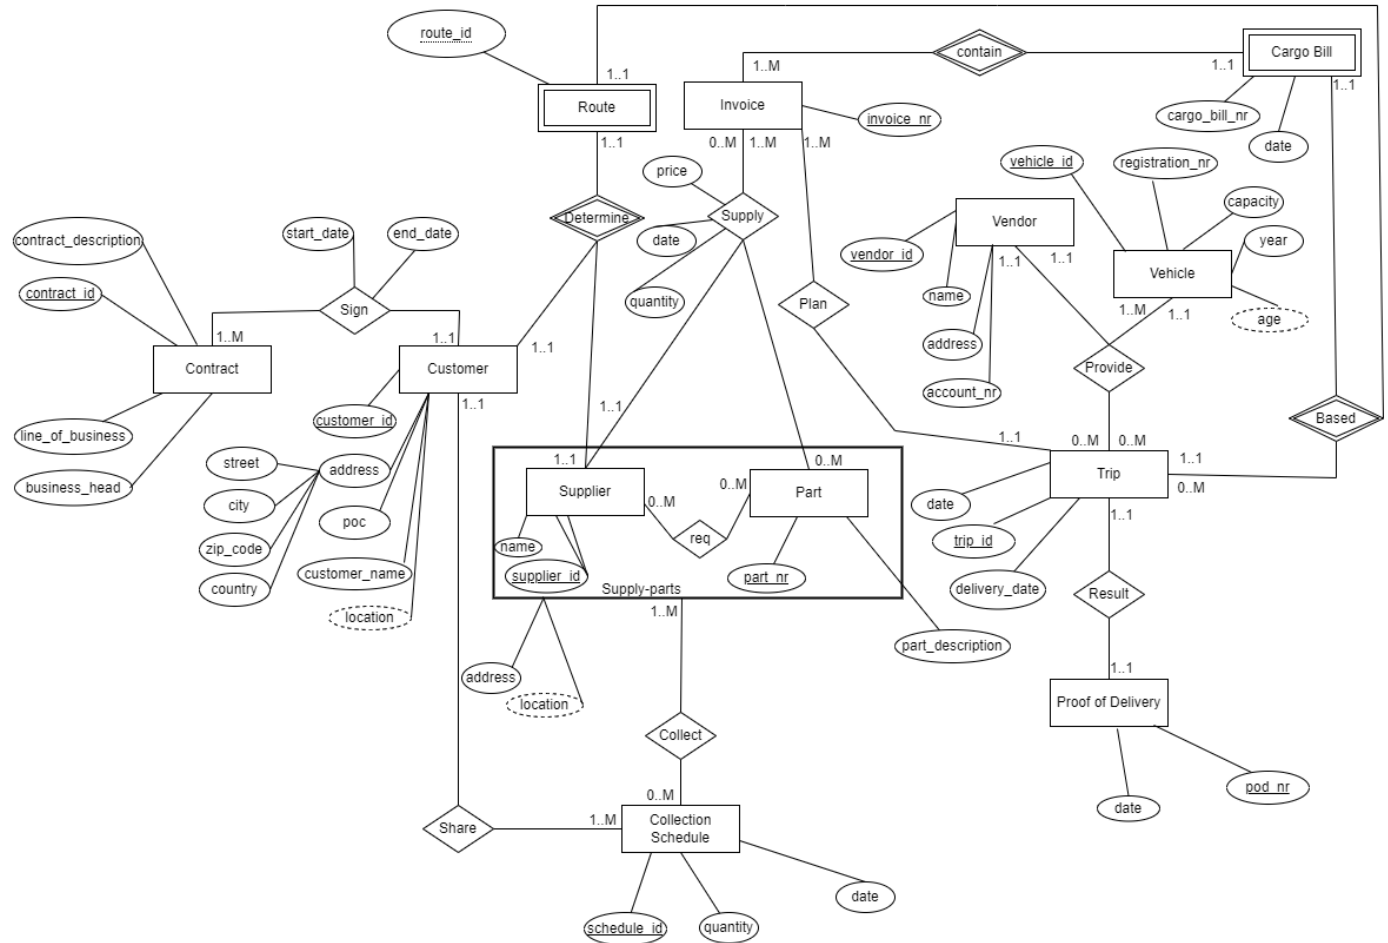 route_id
contain
Cargo Bill
1..1
1..M
1..1
1..1
Route
Invoice
invoice_nr
cargo_bill_nr
date
1..1
0..M
1..M
1..M
price
vehicle_id
registration_nr
capacity
year
Determine
Supply
Vendor
contract_description
start_date
end_date
date
vendor_id
1..1
1..1
Vehicle
contract_id
Sign
quantity
Plan
name
1..M
1..1
age
1..M
1..1
1..1
address
Contract
Customer
Provide
account_nr
1..1
customer_id
1..1
Based
line_of_business
1..1
0..M
0..M
street
address
1..1
0..M
1..1
business_head
Supplier
0..M
0..M
Part
Trip
0..M
city
poc
date
1..1
name
req
trip_id
zip_code
customer_name
supplier_id
part_nr
country
Supply-parts
delivery_date
Result
location
1..M
part_description
address
1..1
location
Proof of Delivery
Collect
pod_nr
0..M
date
Share
1..M
Collection
Schedule
date
schedule_id
quantity